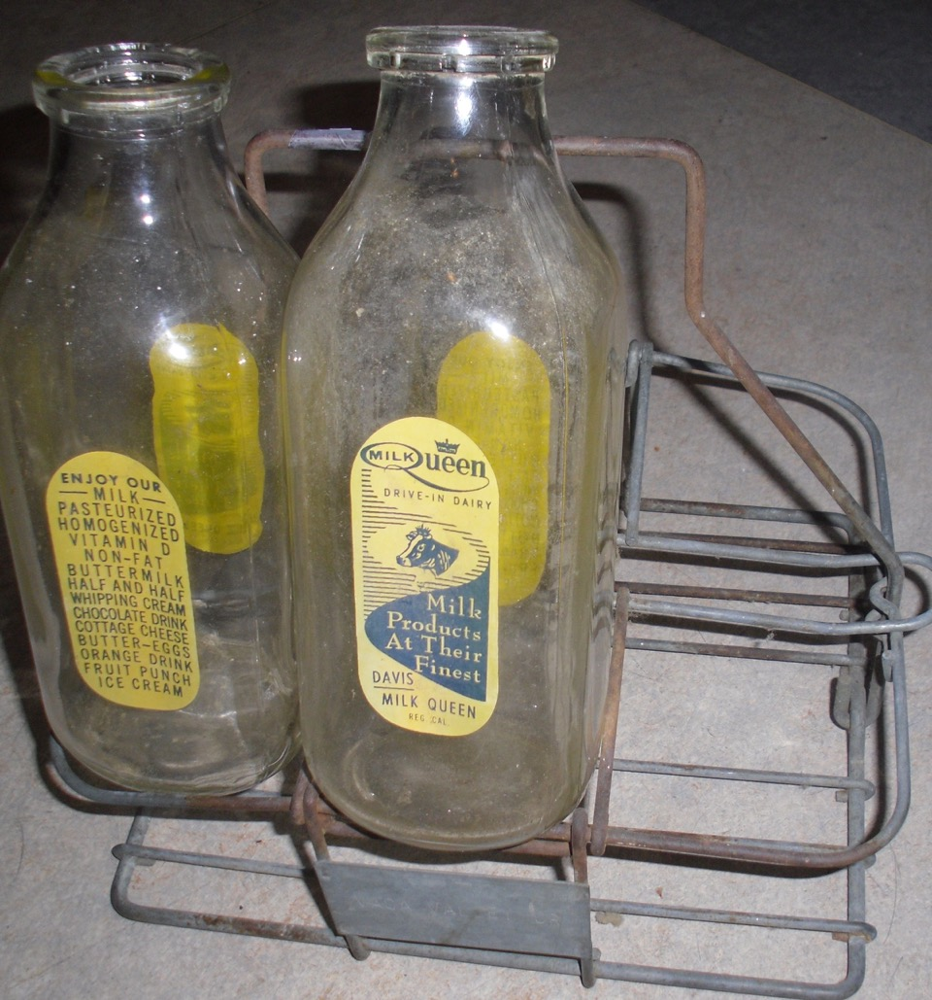 ENJOY OUR
MILK
PASTEURIZED
HOMOGENIZED
VITAMIN D
NON-FAT
BUTTERMILK
HALF AND HALF
WHIPPING CREAM
CHOCOLATE DRINK
COTTAGE CHEESE
BUTTER-EGGS
ORANGE DRINK
FRUIT PUNCH
ICE CREAM
MILK Queen
DRIVE-IN DAIRY
Milk
Products
At Their
Finest
DAVIS
MILK QUEEN
REG. CAL.